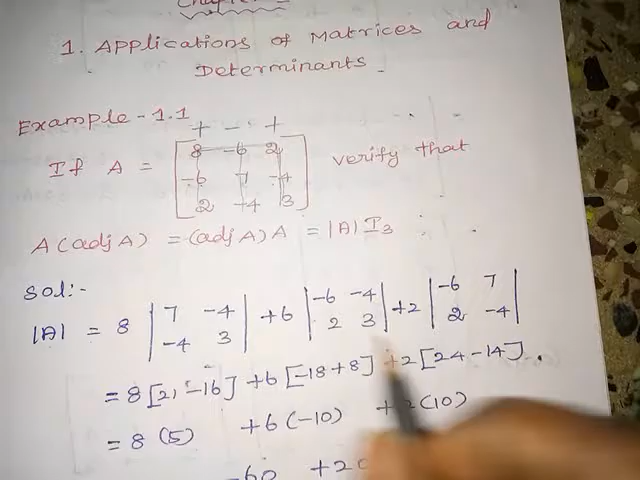 1. Applications of Matrices and
Determinants
Example - 1.1
+ - +
If A = [8 -6 2
-6 7 -4
2 -4 3] verify that
A(adj A) = (adj A) A = |A| I₃
Sol:-
|A| = 8 |7 -4| +6 |-6 -4| +2 |-6 7|
|-4 3| |2 3| |2 -4|
= 8 [21 -16] +6 [-18+8] +2 [24-14].
= 8 (5) +6 (-10) +2 (10)
-60 +20